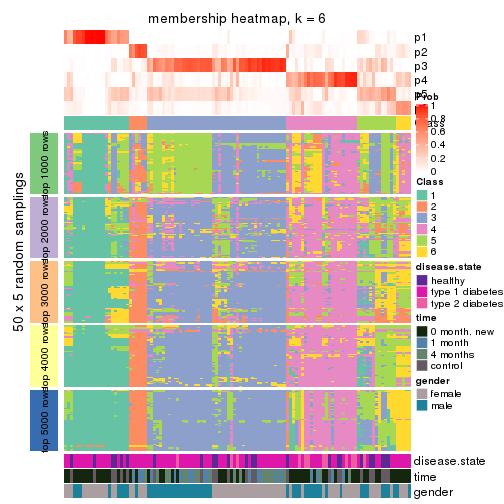 membership heatmap, k = 6
p1
p2
p3
p4
p5
Prob
1
0.8
0.6
0.4
0.2
0
Class
50 x 5 random samplings
top 1000 rows
top 2000 rows
top 3000 rows
top 4000 rows
top 5000 rows
Class
1
2
3
4
5
6
disease.state
healthy
type 1 diabetes
type 2 diabetes
time
0 month. new
1 month
4 months
control
gender
female
male
disease.state
time
gender